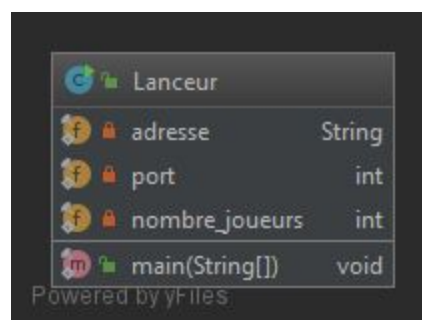 Lanceur
adresse String
port int
nombre_joueurs int
main(String[]) void
Powered by yFiles